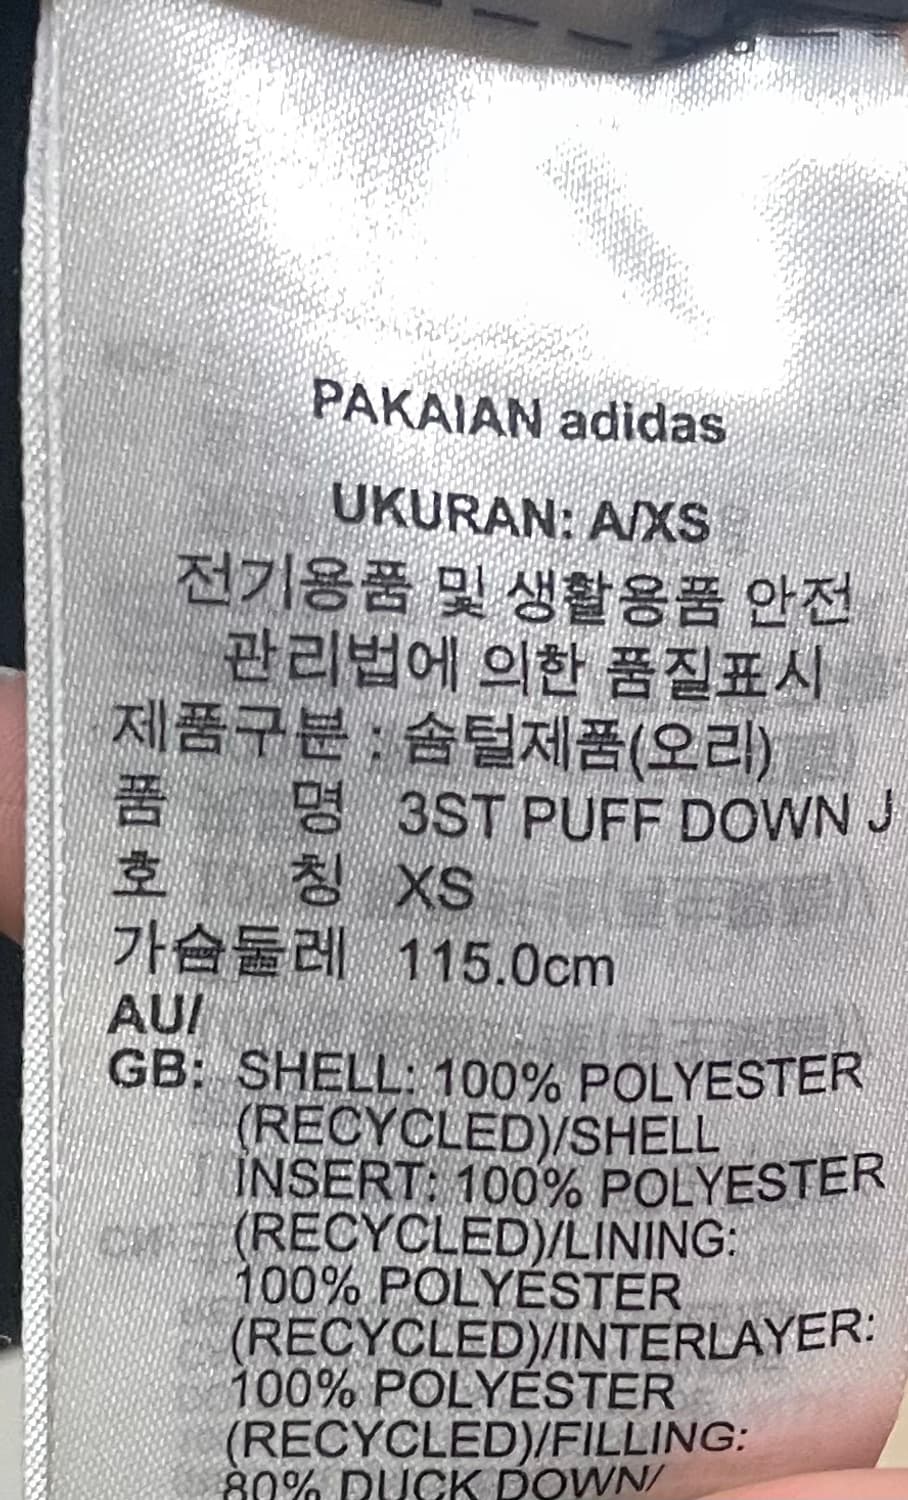 PAKAIAN adidas
UKURAN: A/XS
전기용품 및 생활용품 안전
관리법에 의한 품질표시
제품구분 : 솜털제품(오리)
품 명 3ST PUFF DOWN J
호 칭 XS
가슴둘레 115.0cm
AU/
GB: SHELL: 100% POLYESTER
(RECYCLED)/SHELL
INSERT: 100% POLYESTER
(RECYCLED)/LINING:
100% POLYESTER
(RECYCLED)/INTERLAYER:
100% POLYESTER
(RECYCLED)/FILLING:
80% DUCK DOWN/